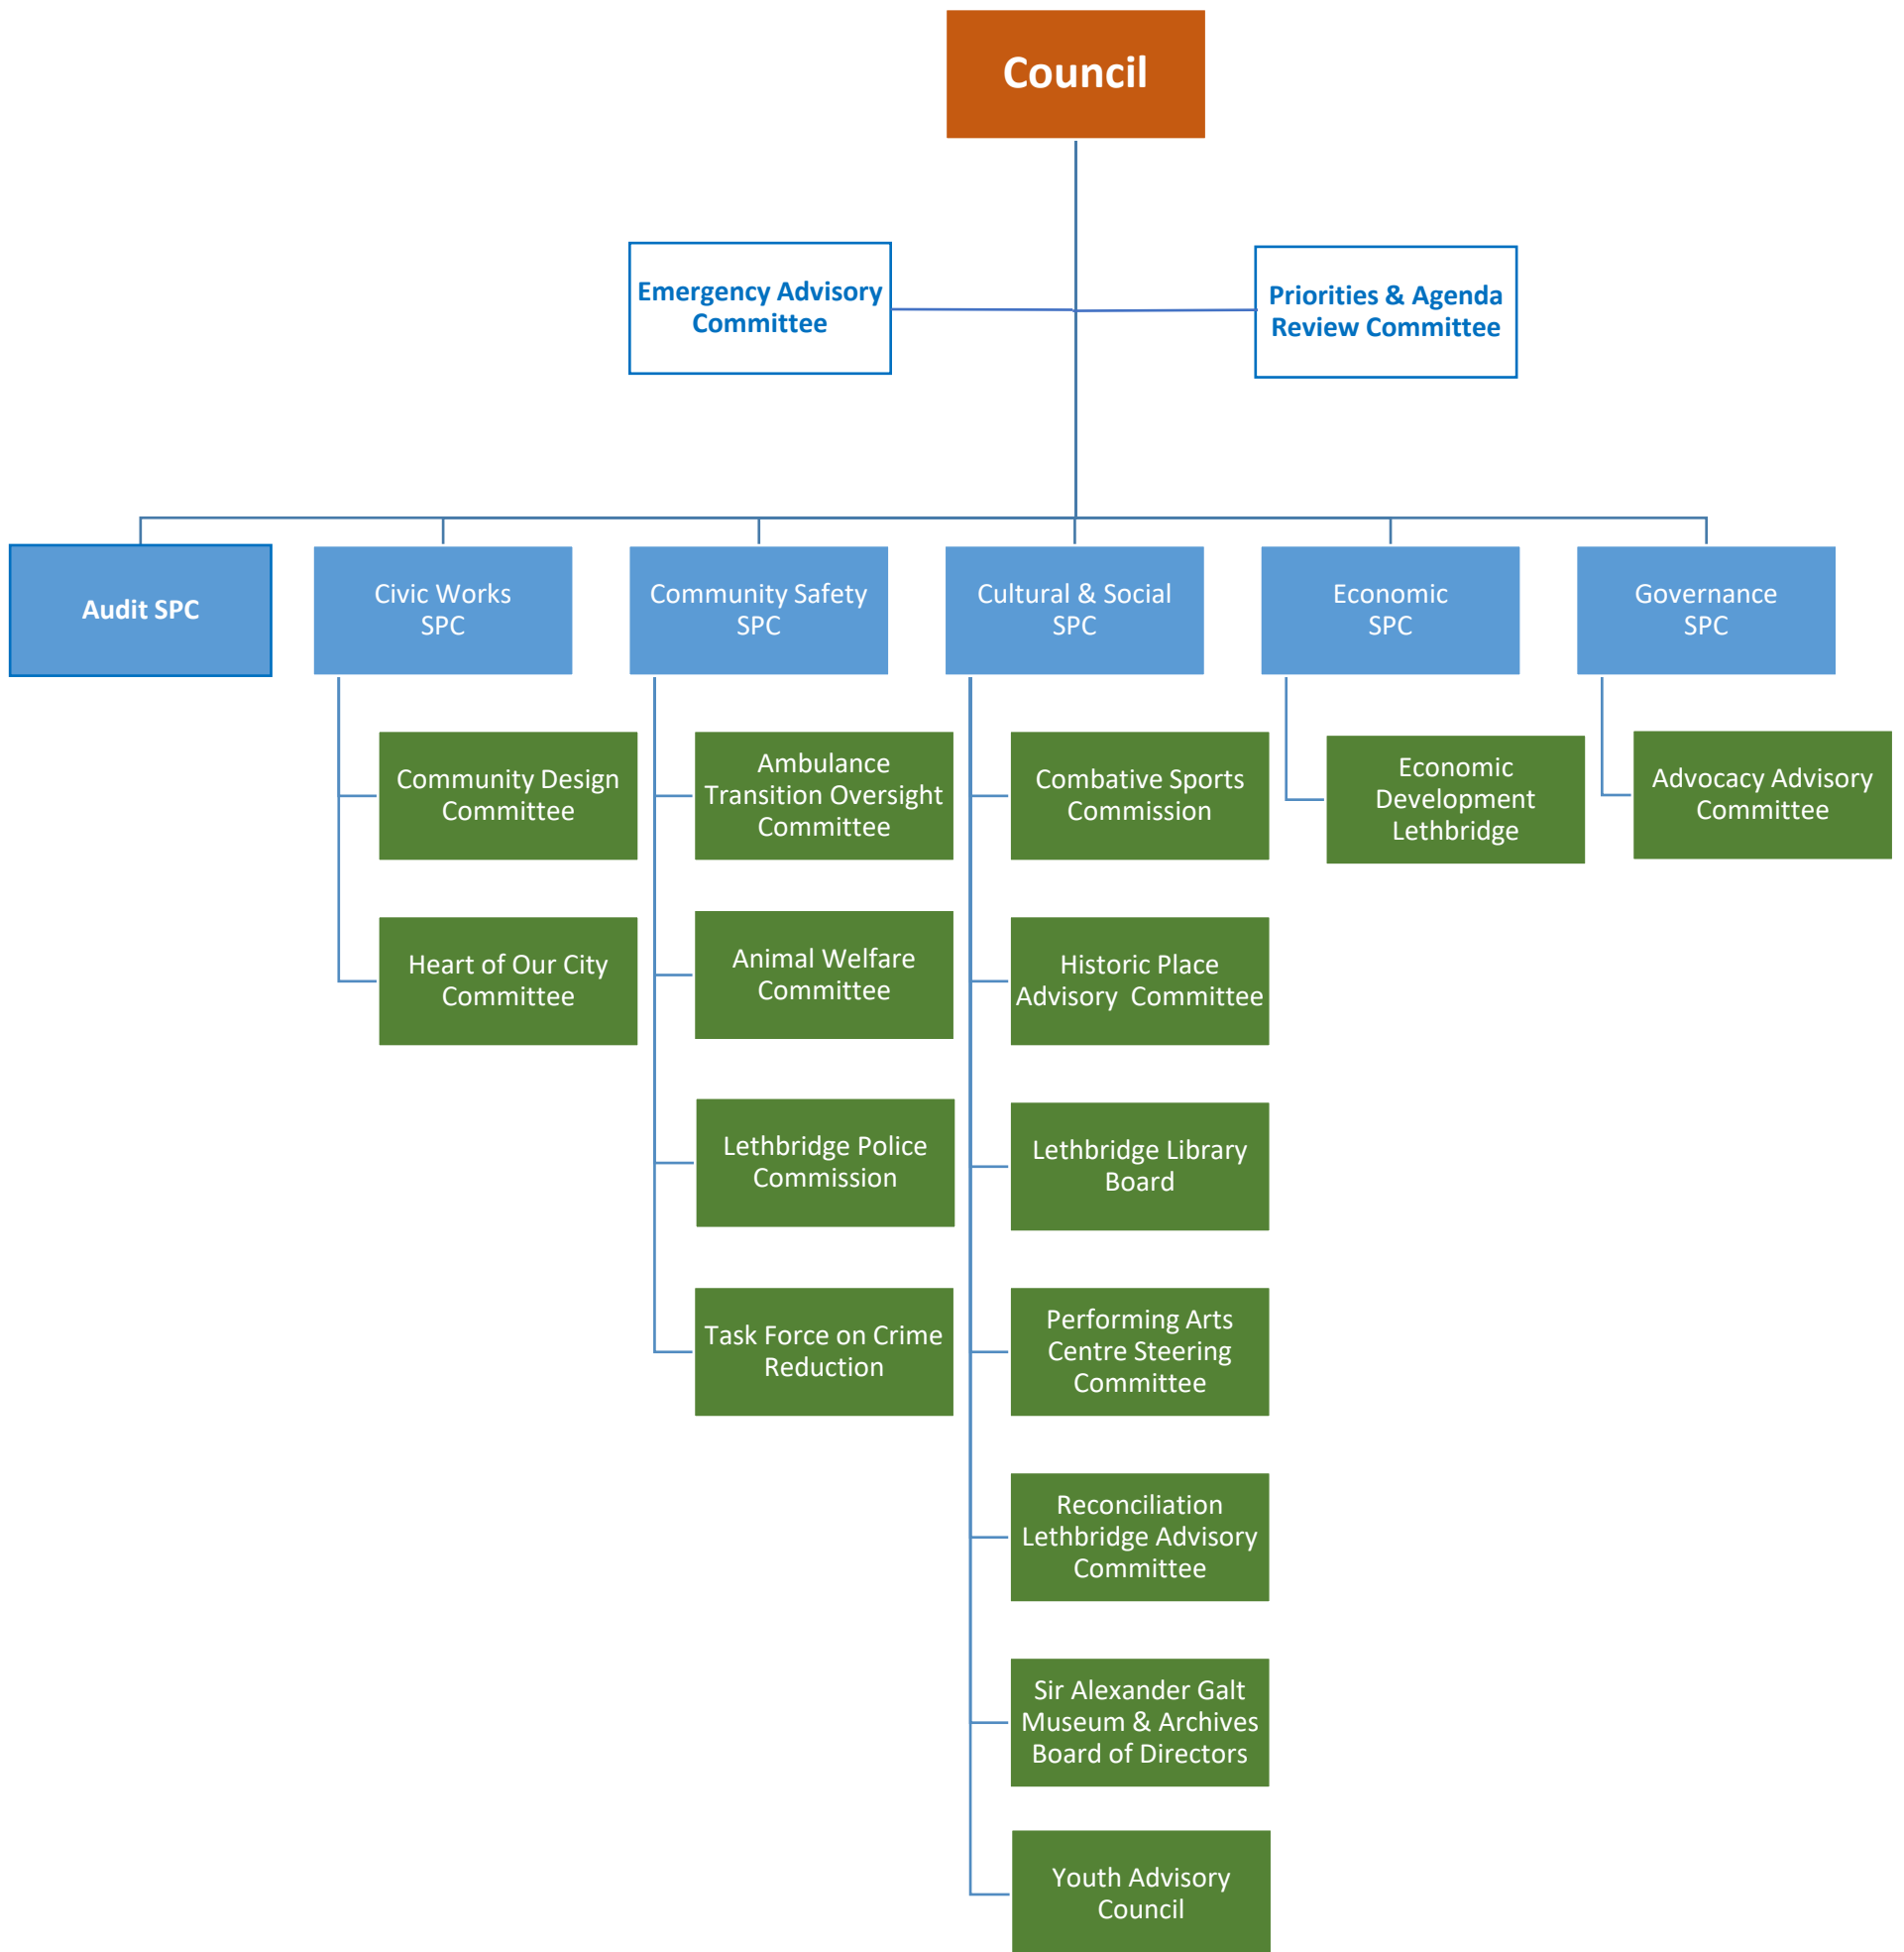 Council
Emergency Advisory
Committee
Priorities & Agenda
Review Committee
Audit SPC
Civic Works
SPC
Community Safety
SPC
Cultural & Social
SPC
Economic
SPC
Governance
SPC
Community Design
Committee
Heart of Our City
Committee
Ambulance
Transition Oversight
Committee
Animal Welfare
Committee
Lethbridge Police
Commission
Task Force on Crime
Reduction
Combative Sports
Commission
Historic Place
Advisory  Committee
Lethbridge Library
Board
Performing Arts
Centre Steering
Committee
Reconciliation
Lethbridge Advisory
Committee
Sir Alexander Galt
Museum & Archives
Board of Directors
Youth Advisory
Council
Economic
Development
Lethbridge
Advocacy Advisory
Committee